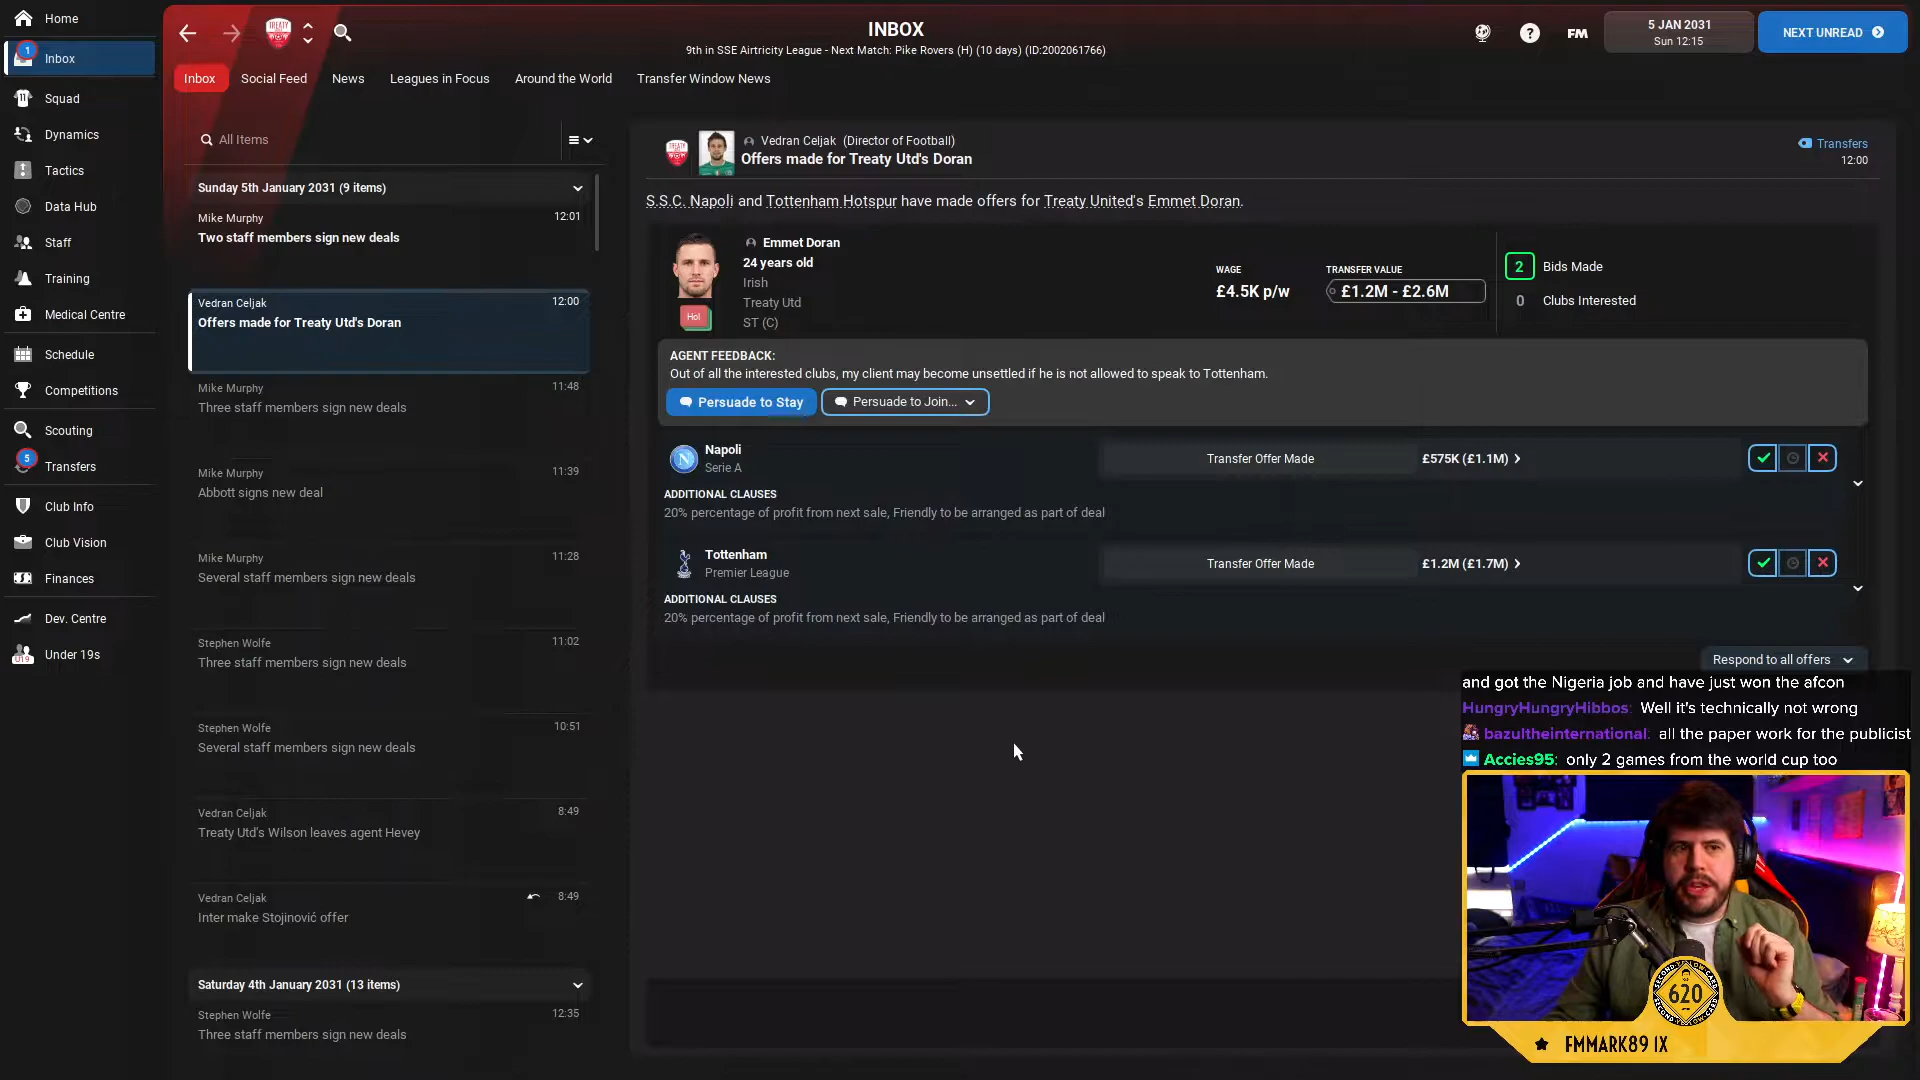 Home
INBOX
9th in SSE Airtricity League - Next Match: Pike Rovers (H) (10 days) (ID:2002061766)
FM
5 JAN 2031
Sun 12:15
NEXT UNREAD
1
Inbox
Squad
Dynamics
Tactics
Data Hub
Staff
Training
Medical Centre
Schedule
Competitions
Scouting
5
Transfers
Club Info
Club Vision
Finances
Dev. Centre
U19
Under 19s
Inbox
Social Feed
News
Leagues in Focus
Around the World
Transfer Window News
All Items
Sunday 5th January 2031 (9 items)
Mike Murphy 12:01
Two staff members sign new deals
Vedran Celjak 12:00
Offers made for Treaty Utd's Doran
Mike Murphy 11:48
Three staff members sign new deals
Mike Murphy 11:39
Abbott signs new deal
Mike Murphy 11:28
Several staff members sign new deals
Stephen Wolfe 11:02
Three staff members sign new deals
Stephen Wolfe 10:51
Several staff members sign new deals
Vedran Celjak 8:49
Treaty Utd's Wilson leaves agent Hevey
Vedran Celjak 8:49
Inter make Stojinović offer
Saturday 4th January 2031 (13 items)
Stephen Wolfe 12:35
Three staff members sign new deals
Vedran Celjak (Director of Football)
Offers made for Treaty Utd's Doran
Transfers
12:00
S.S.C. Napoli and Tottenham Hotspur have made offers for Treaty United's Emmet Doran.
Emmet Doran
24 years old
Irish
Treaty Utd
ST (C)
Hol
WAGE
£4.5K p/w
TRANSFER VALUE
£1.2M - £2.6M
2 Bids Made
0 Clubs Interested
AGENT FEEDBACK:
Out of all the interested clubs, my client may become unsettled if he is not allowed to speak to Tottenham.
Persuade to Stay
Persuade to Join...
Napoli
Serie A
Transfer Offer Made
£575K (£1.1M)
ADDITIONAL CLAUSES
20% percentage of profit from next sale, Friendly to be arranged as part of deal
Tottenham
Premier League
Transfer Offer Made
£1.2M (£1.7M)
ADDITIONAL CLAUSES
20% percentage of profit from next sale, Friendly to be arranged as part of deal
Respond to all offers
and got the Nigeria job and have just won the afcon
HungryHungryHibbos: Well it's technically not wrong
bazultheinternational: all the paper work for the publicist
Accies95: only 2 games from the world cup too
SECOND YELLOW CARD
620
FMMARK89 IX